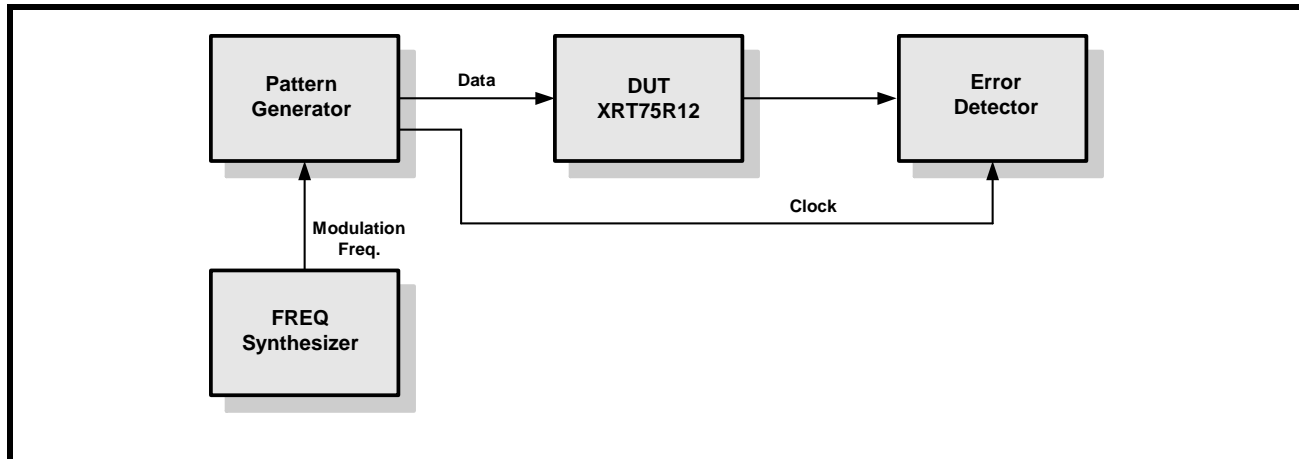 Pattern
Generator
Data
DUT
XRT75R12
Error
Detector
Clock
Modulation
Freq.
FREQ
Synthesizer